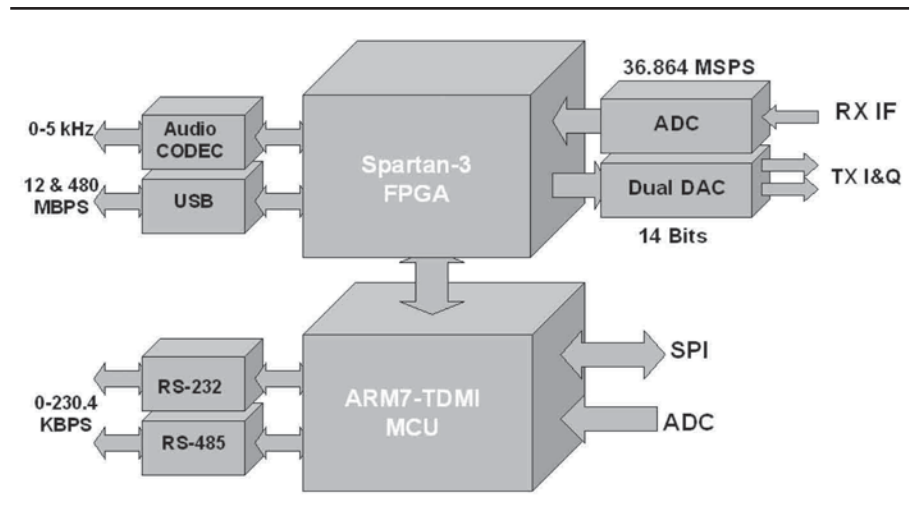 36.864 MSPS
0-5 kHz
Audio
CODEC
ADC
RX IF
Spartan-3
FPGA
12 & 480
MBPS
USB
Dual DAC
TX I&Q
14 Bits
RS-232
SPI
0-230.4
KBPS
ARM7-TDMI
MCU
ADC
RS-485